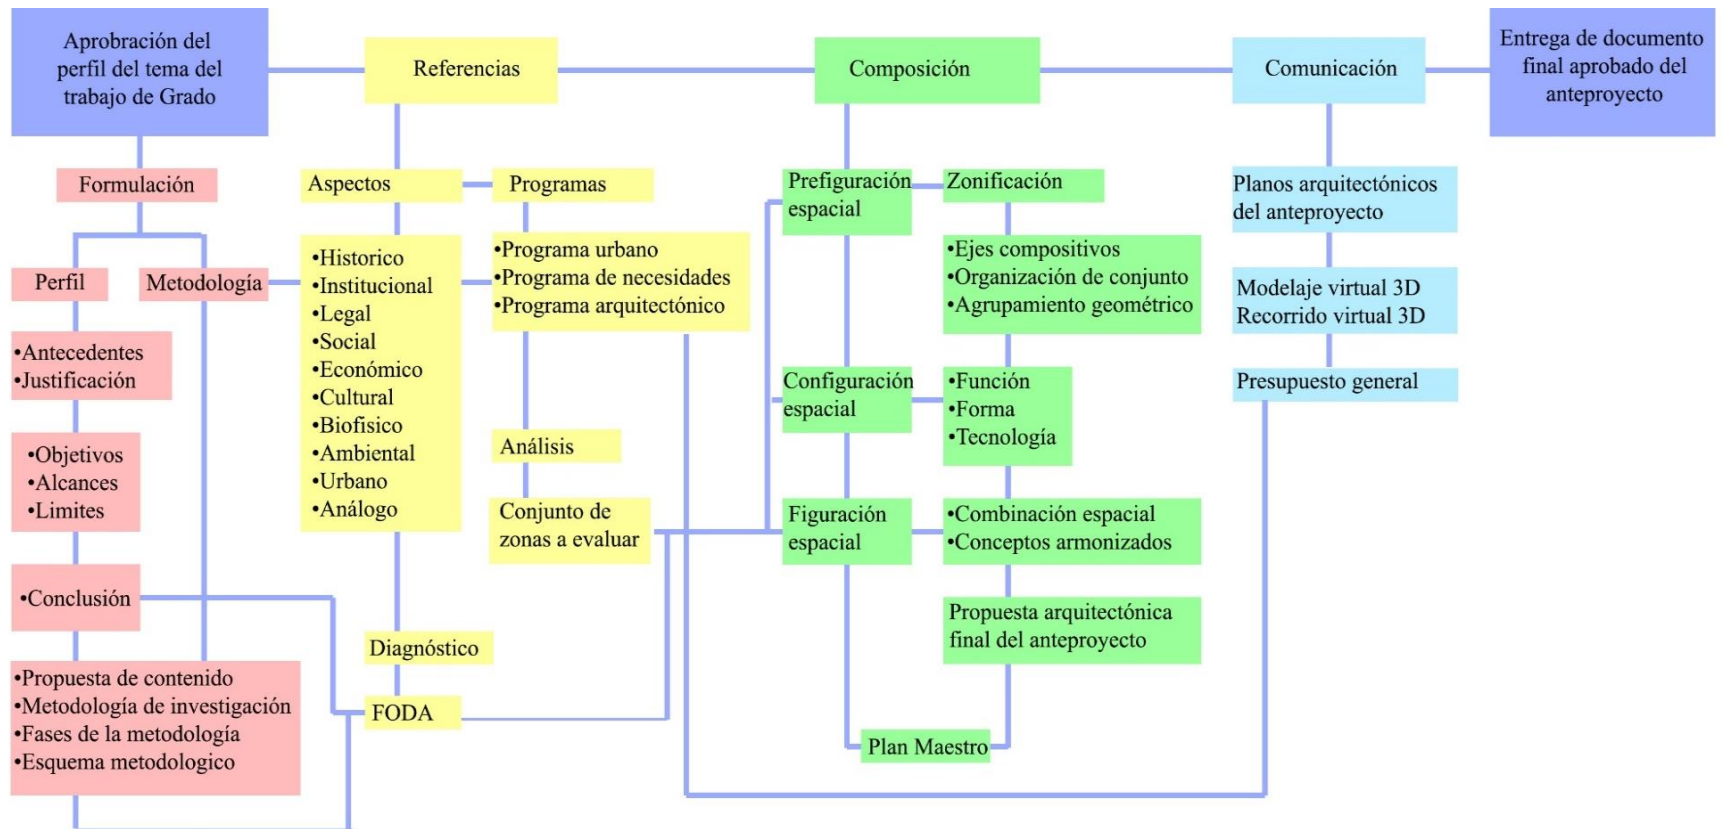 Aprobración del
perfil del tema del
trabajo de Grado
Referencias
Composición
Comunicación
Entrega de documento
final aprobado del
anteproyecto
Formulación
Perfil
Metodología
•Antecedentes
•Justificación
•Objetivos
•Alcances
•Limites
•Conclusión
•Propuesta de contenido
•Metodología de investigación
•Fases de la metodología
•Esquema metodologico
Aspectos
Programas
•Historico
•Institucional
•Legal
•Social
•Económico
•Cultural
•Biofisico
•Ambiental
•Urbano
•Análogo
•Programa urbano
•Programa de necesidades
•Programa arquitectónico
Análisis
Conjunto de
zonas a evaluar
Diagnóstico
FODA
Prefiguración
espacial
Zonificación
•Ejes compositivos
•Organización de conjunto
•Agrupamiento geométrico
Configuración
espacial
•Función
•Forma
•Tecnología
Figuración
espacial
•Combinación espacial
•Conceptos armonizados
Propuesta arquitectónica
final del anteproyecto
Plan Maestro
Planos arquitectónicos
del anteproyecto
Modelaje virtual 3D
Recorrido virtual 3D
Presupuesto general